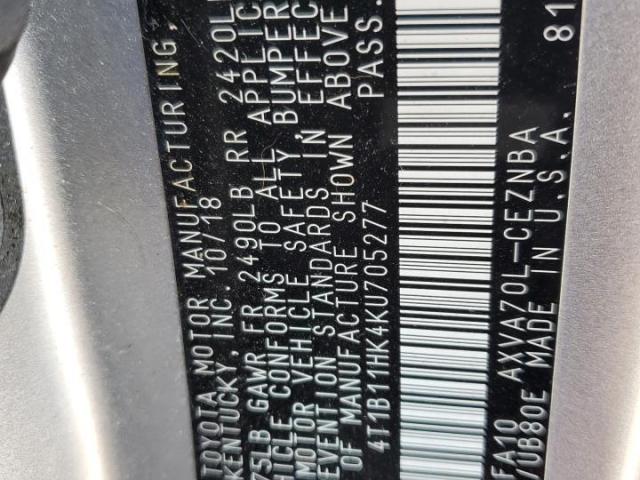 TOYOTA MOTOR MANUFACTURING,
KENTUCKY, INC. 10/18
75LB GAWR FR 2490LB RR 2420L
HICLE CONFORMS TO ALL APPLIC
MOTOR VEHICLE SAFETY, BUMPER
EVENTION STANDARDS IN EFFEC
OF MANUFACTURE SHOWN ABOVE
4T1B11HK4KU705277 PASS.
FA10 AXVA70L-CEZNBA
/UB80E MADE IN U.S.A. 81